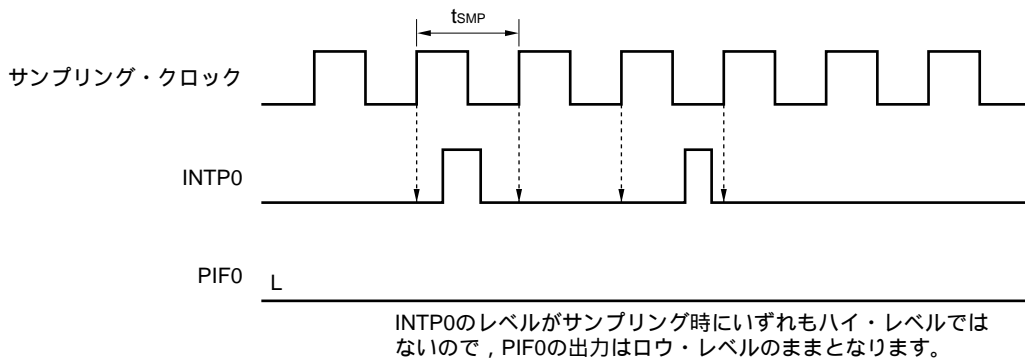 tSMP
サンプリング・クロック
INTP0
PIF0
L
INTP0のレベルがサンプリング時にいずれもハイ・レベルでは
ないので，PIF0の出力はロウ・レベルのままとなります。